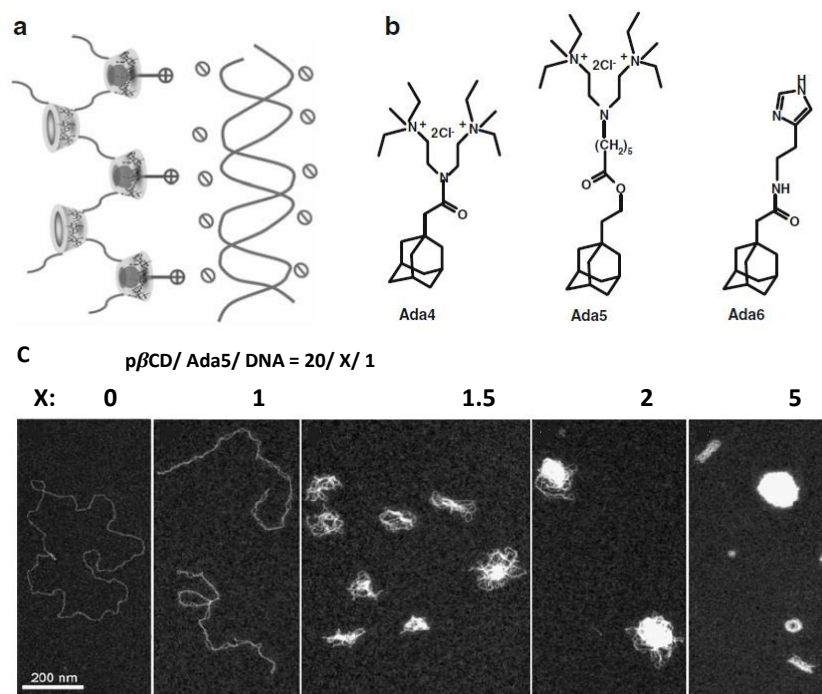 a
b
N+ 2Cl- +N
N
O
Ada4
N+ 2Cl- +N
N
(CH2)5
O
O
Ada5
H
N
N
NH
O
Ada6
C
pβCD/ Ada5/ DNA = 20/ X/ 1
X: 0 1 1.5 2 5
200 nm